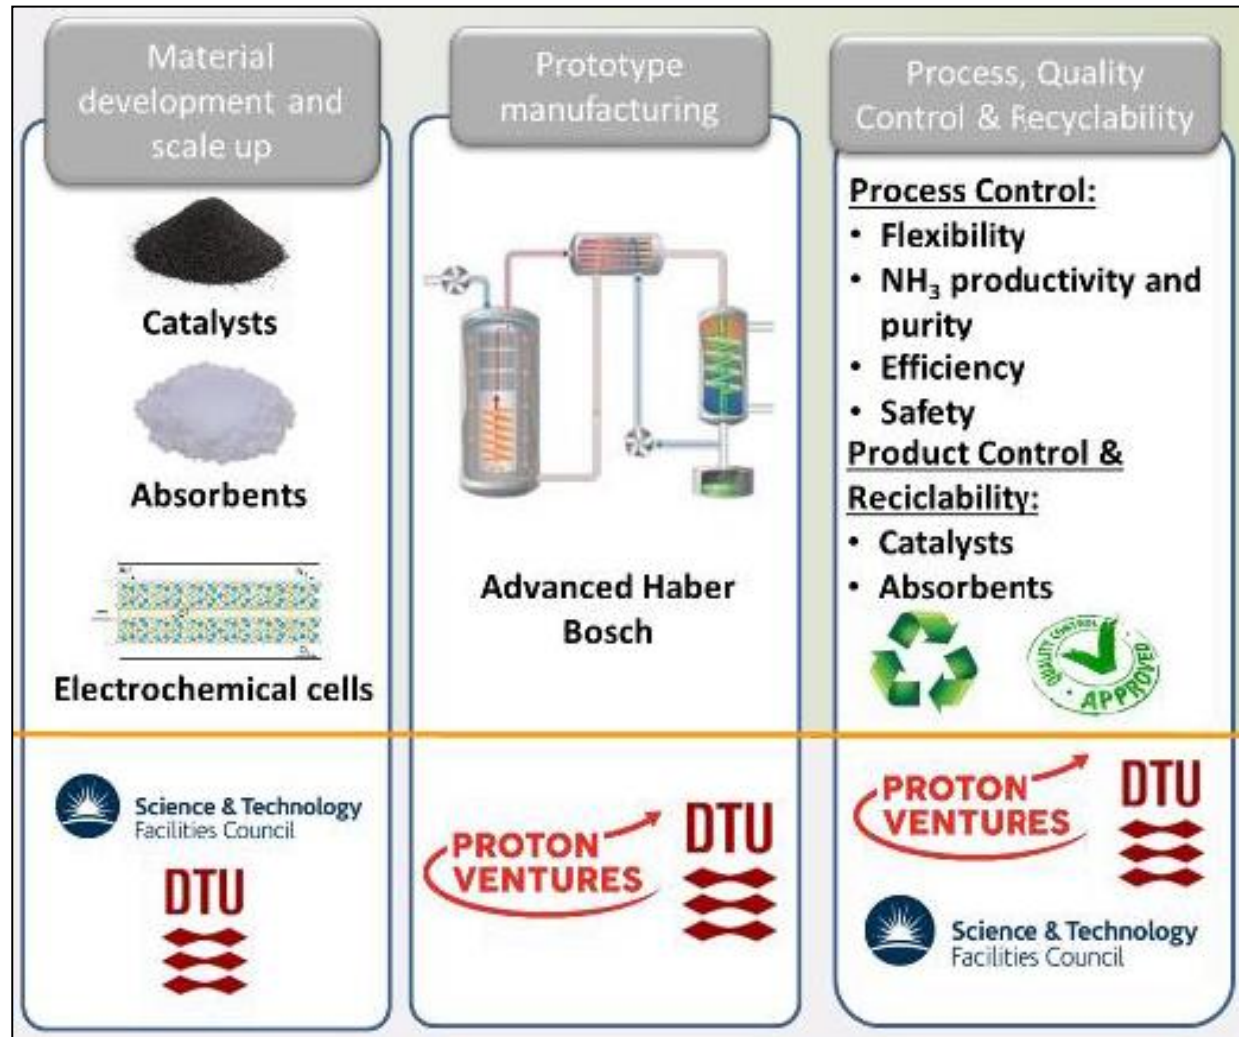 Material
development and
scale up
Catalysts
Absorbents
Electrochemical cells
Science & Technology
Facilities Council
DTU
Prototype
manufacturing
Advanced Haber
Bosch
PROTON
VENTURES
DTU
Process, Quality
Control & Recyclability
Process Control:
• Flexibility
• NH₃ productivity and
purity
• Efficiency
• Safety
Product Control &
Reciclability:
• Catalysts
• Absorbents
QUALITY CONTROL
APPROVED
PROTON
VENTURES
DTU
Science & Technology
Facilities Council